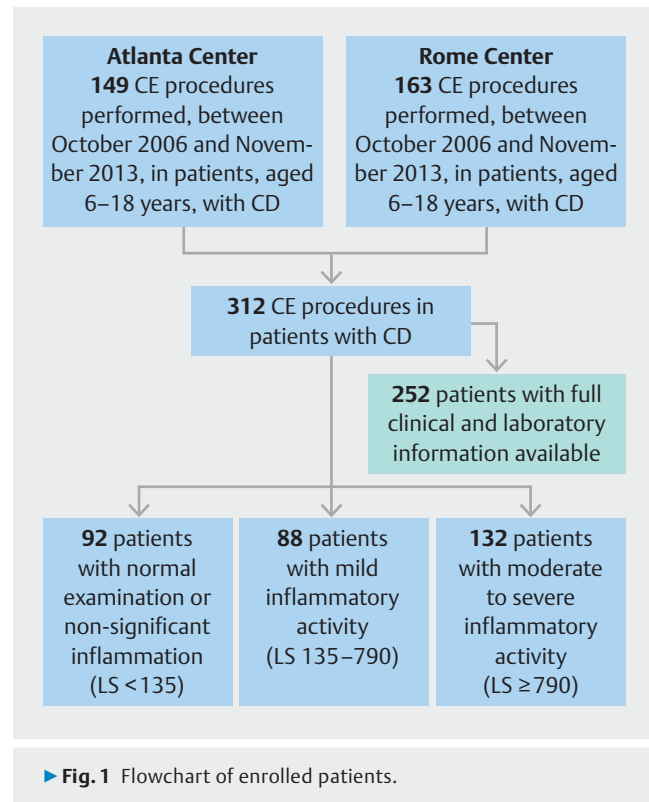 Atlanta Center
149 CE procedures
performed, between
October 2006 and Novem-
ber 2013, in patients, aged
6–18 years, with CD
Rome Center
163 CE procedures
performed, between
October 2006 and Novem-
ber 2013, in patients, aged
6–18 years, with CD
312 CE procedures in
patients with CD
252 patients with full
clinical and laboratory
information available
92 patients
with normal
examination or
non-significant
inflammation
(LS <135)
88 patients
with mild
inflammatory
activity
(LS 135–790)
132 patients
with moderate
to severe
inflammatory
activity
(LS ≥790)
▶ Fig. 1 Flowchart of enrolled patients.